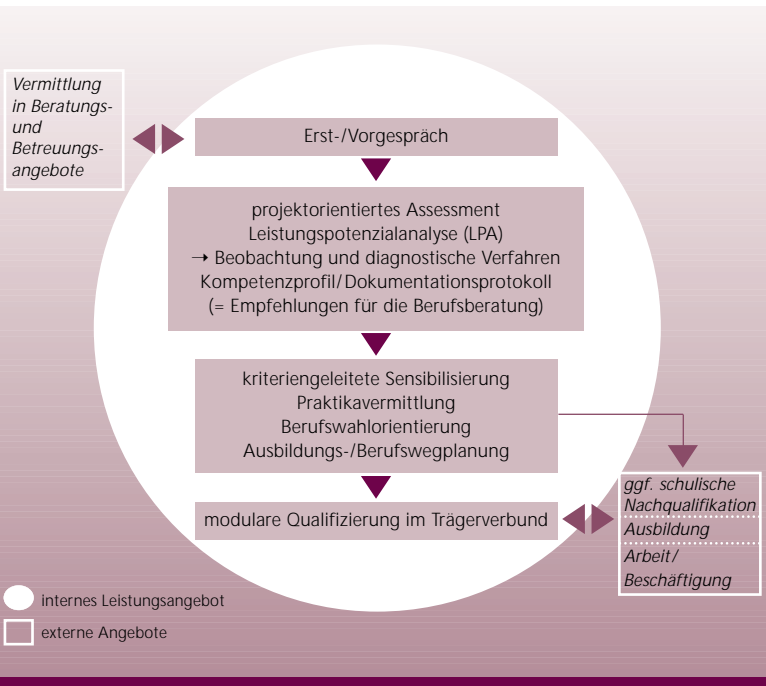 Vermittlung
in Beratungs-
und
Betreuungs-
angebote
Erst-/Vorgespräch
projektorientiertes Assessment
Leistungspotenzialanalyse (LPA)
→ Beobachtung und diagnostische Verfahren
Kompetenzprofil/Dokumentationsprotokoll
(= Empfehlungen für die Berufsberatung)
kriteriengeleitete Sensibilisierung
Praktikavermittlung
Berufswahlorientierung
Ausbildungs-/Berufswegplanung
modulare Qualifizierung im Trägerverbund
ggf. schulische
Nachqualifikation
Ausbildung
Arbeit/
Beschäftigung
internes Leistungsangebot
externe Angebote